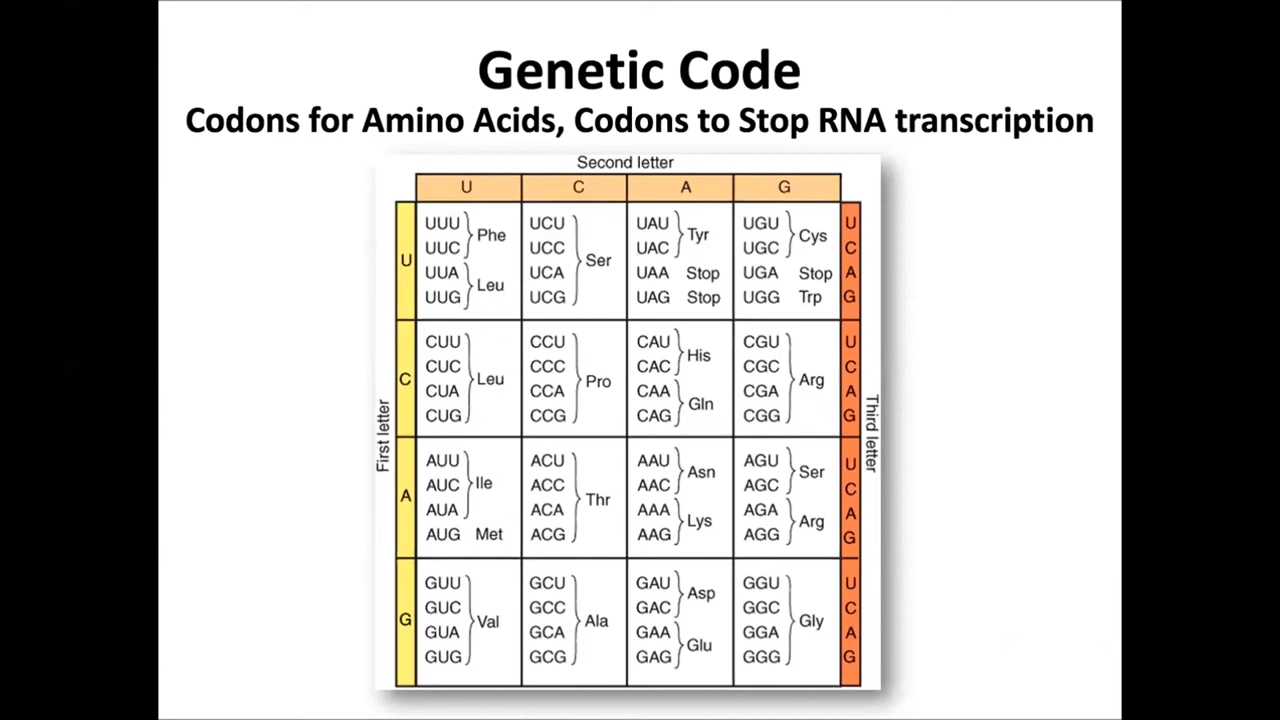 Genetic Code
Codons for Amino Acids, Codons to Stop RNA transcription
Second letter
U C A G
First letter
U
UUU
UUC
Phe
UUA
UUG
Leu
UCU
UCC
UCA
UCG
Ser
UAU
UAC
Tyr
UAA Stop
UAG Stop
UGU
UGC
Cys
UGA Stop
UGG Trp
U
C
A
G
C
CUU
CUC
CUA
CUG
Leu
CCU
CCC
CCA
CCG
Pro
CAU
CAC
His
CAA
CAG
Gln
CGU
CGC
CGA
CGG
Arg
U
C
A
G
A
AUU
AUC
AUA
Ile
AUG Met
ACU
ACC
ACA
ACG
Thr
AAU
AAC
Asn
AAA
AAG
Lys
AGU
AGC
Ser
AGA
AGG
Arg
U
C
A
G
G
GUU
GUC
GUA
GUG
Val
GCU
GCC
GCA
GCG
Ala
GAU
GAC
Asp
GAA
GAG
Glu
GGU
GGC
GGA
GGG
Gly
U
C
A
G
Third letter